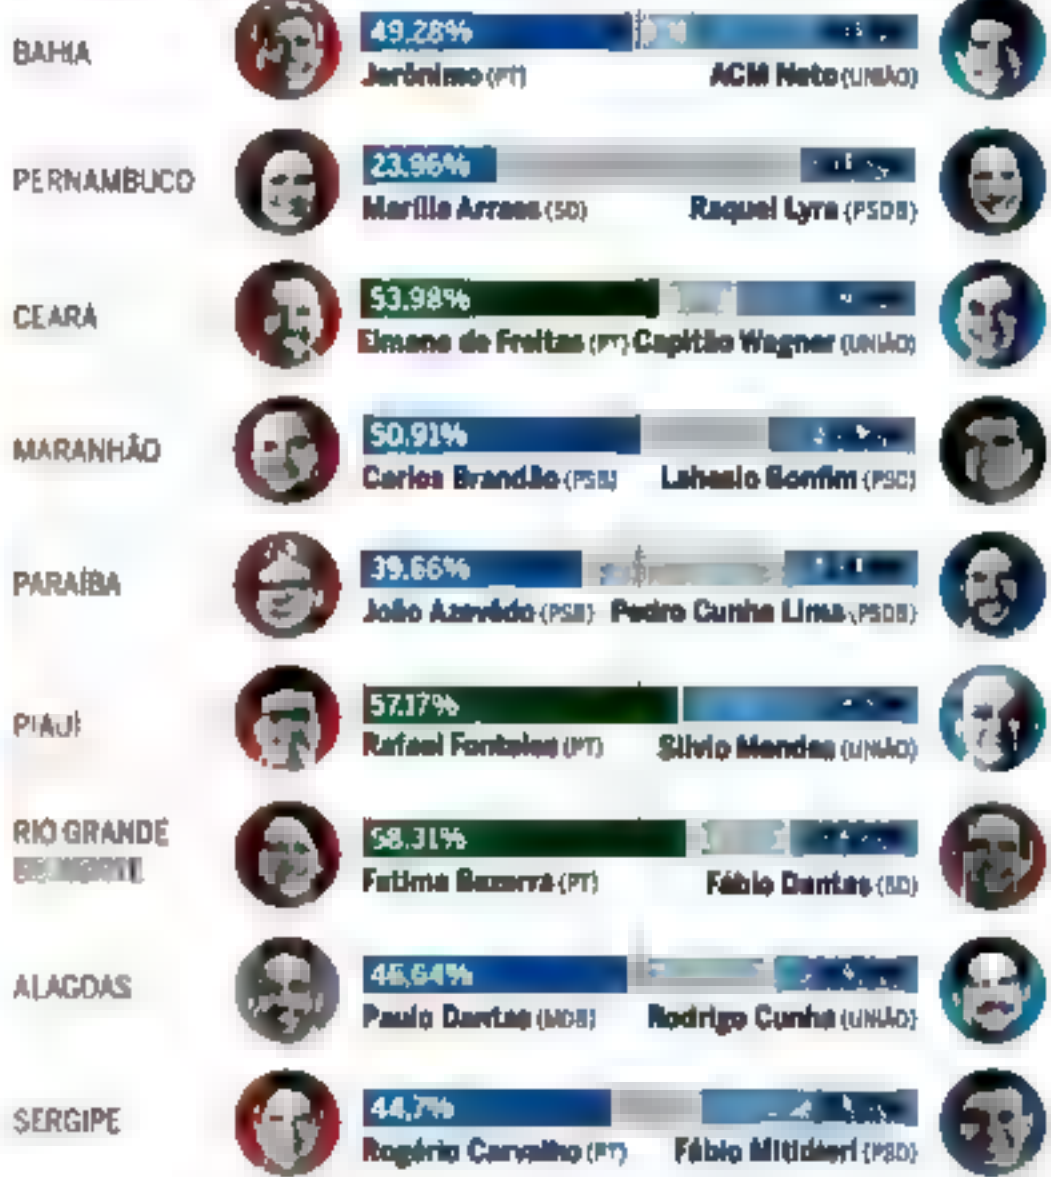 BAHIA
49,28%
Jerônimo (PT) ACM Neto (UNIÃO)
PERNAMBUCO
23,96%
Marília Arraes (SD) Raquel Lyra (PSDB)
CEARÁ
53,98%
Elmano de Freitas (PT) Capitão Wagner (UNIÃO)
MARANHÃO
50,91%
Carlos Brandão (PSB) Lahesio Bonfim (PSC)
PARAÍBA
39,66%
João Azevêdo (PSB) Pedro Cunha Lima (PSDB)
PIAUÍ
57,17%
Rafael Fonteles (PT) Silvio Mendes (UNIÃO)
RIO GRANDE
58,31%
Fatima Bezerra (PT) Fábio Dantas (SD)
ALAGOAS
46,64%
Paulo Dantas (MDB) Rodrigo Cunha (UNIÃO)
SERGIPE
44,7%
Rogério Carvalho (PT) Fábio Mitidieri (PSD)